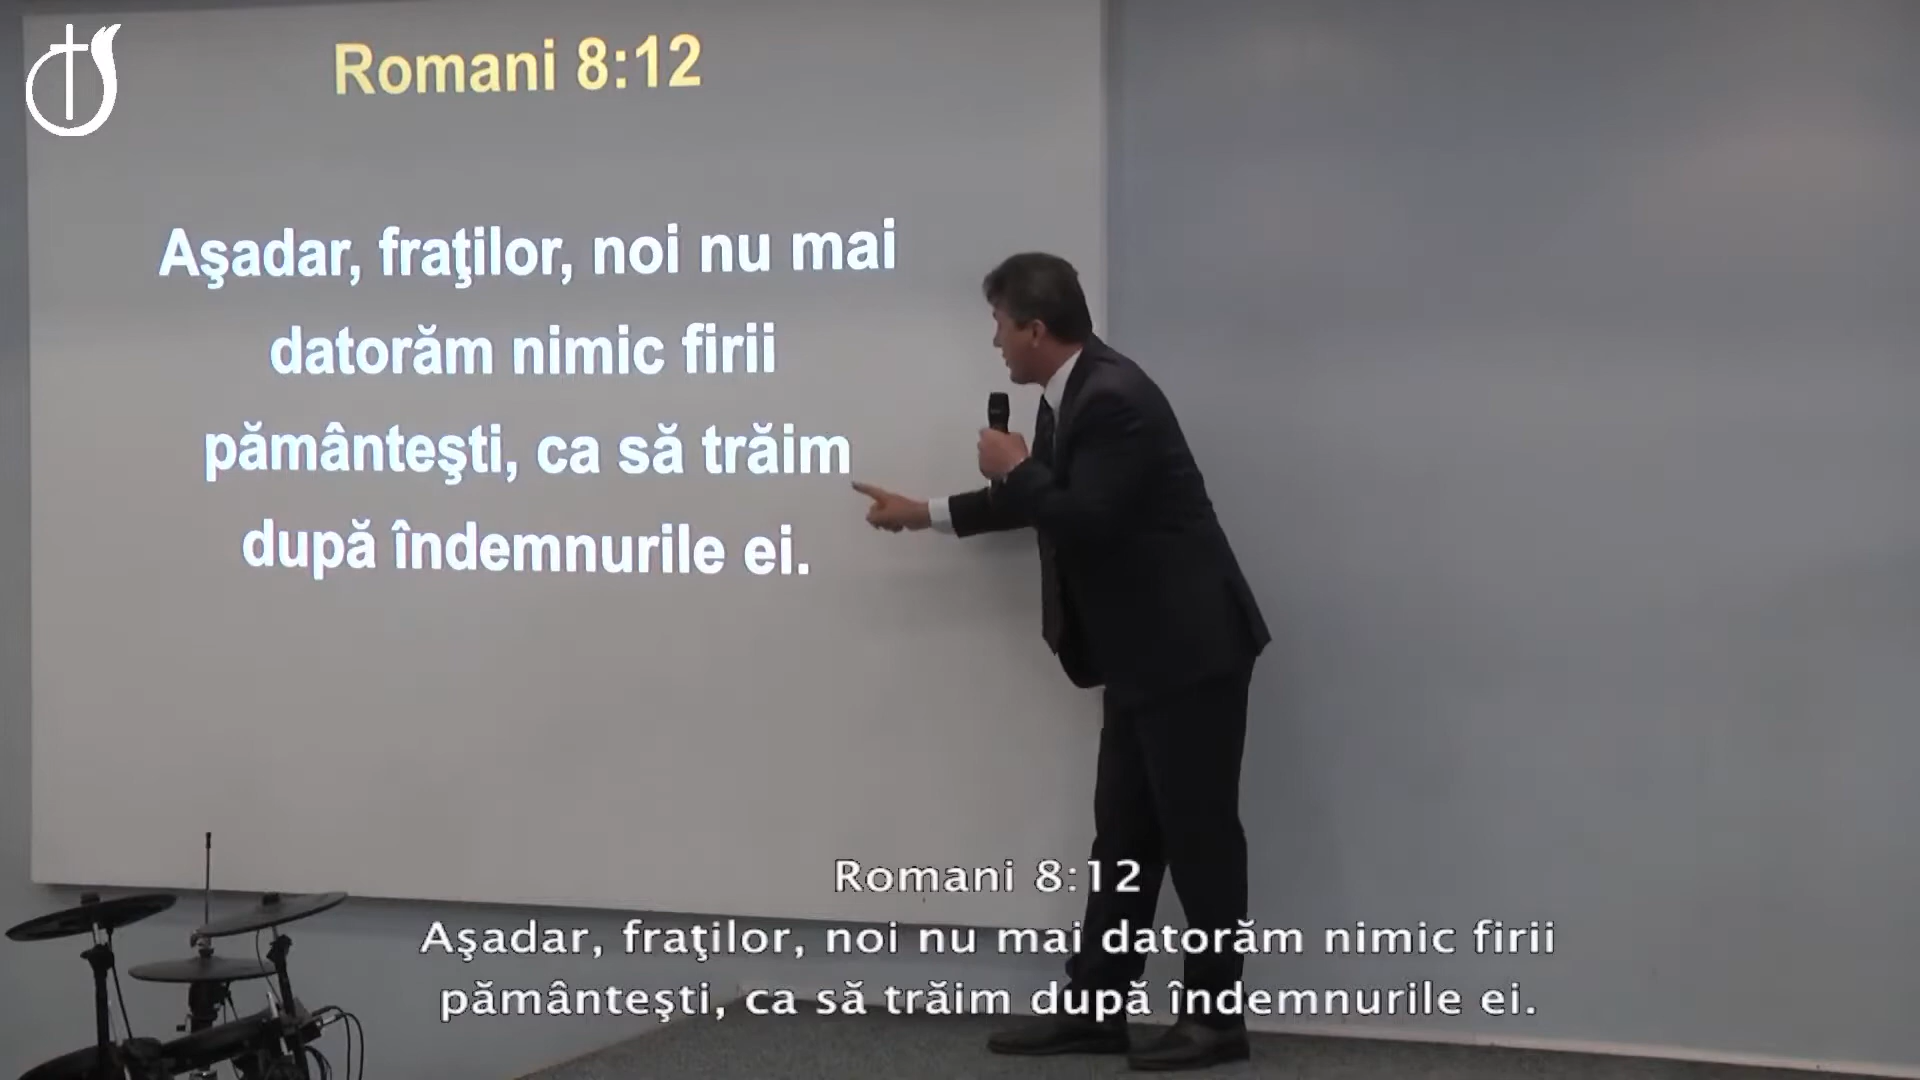 Romani 8:12
Aşadar, fraţilor, noi nu mai
datorăm nimic firii
pământeşti, ca să trăim
după îndemnurile ei.
Romani 8:12
Aşadar, fraţilor, noi nu mai datorăm nimic firii
pământeşti, ca să trăim după îndemnurile ei.